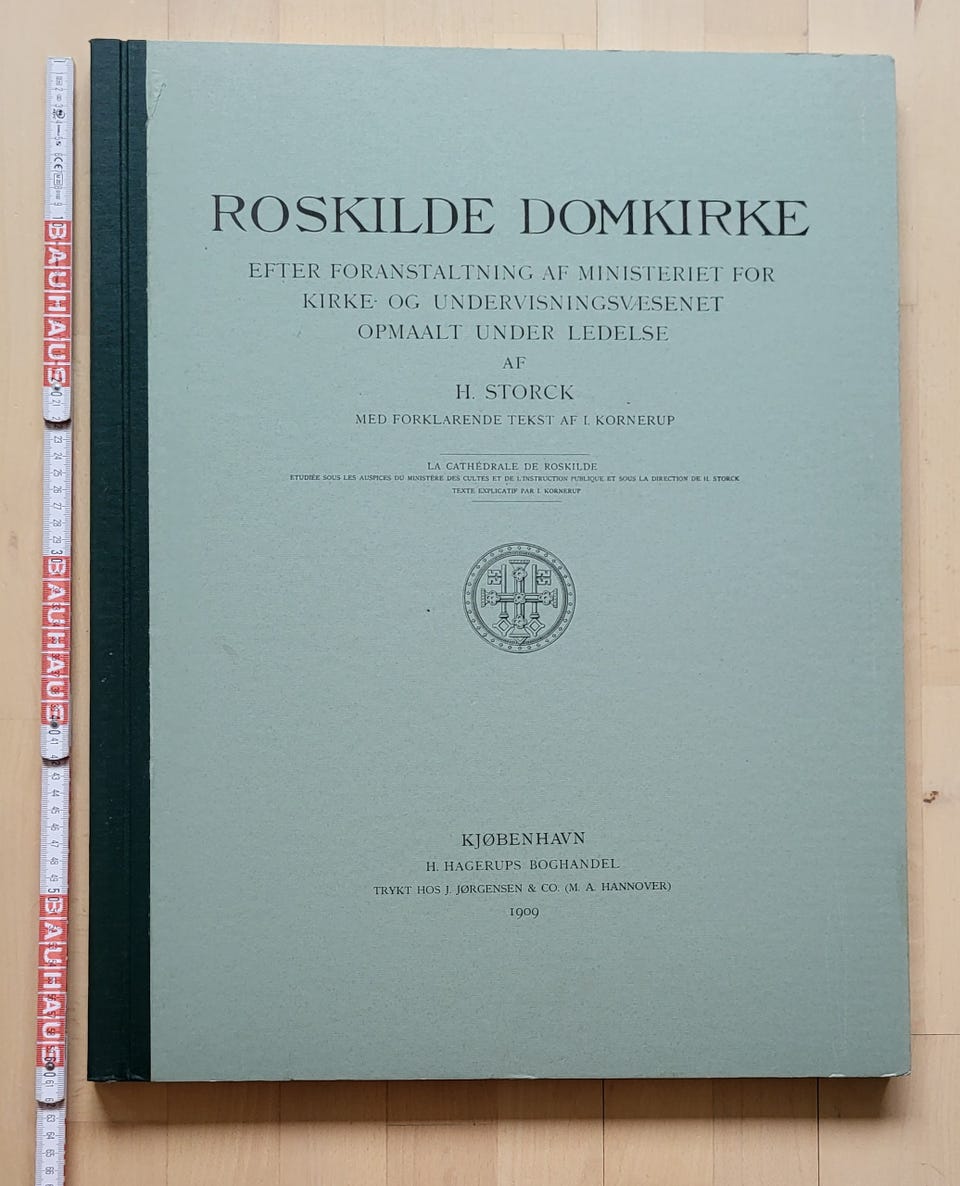 ROSKILDE DOMKIRKE
EFTER FORANSTALTNING AF MINISTERIET FOR
KIRKE- OG UNDERVISNINGSVÆSENET
OPMAALT UNDER LEDELSE
AF
H. STORCK
MED FORKLARENDE TEKST AF I. KORNERUP
LA CATHÉDRALE DE ROSKILDE
ETUDIÉE SOUS LES AUSPICES DU MINISTÈRE DES CULTES ET DE L'INSTRUCTION PUBLIQUE ET SOUS LA DIRECTION DE H. STORCK
TEXTE EXPLICATIF PAR I. KORNERUP
KJØBENHAVN
H. HAGERUPS BOGHANDEL
TRYKT HOS J. JØRGENSEN & CO. (M. A. HANNOVER)
1909
BAUHAUS
BAUHAUS
BAUHAUS